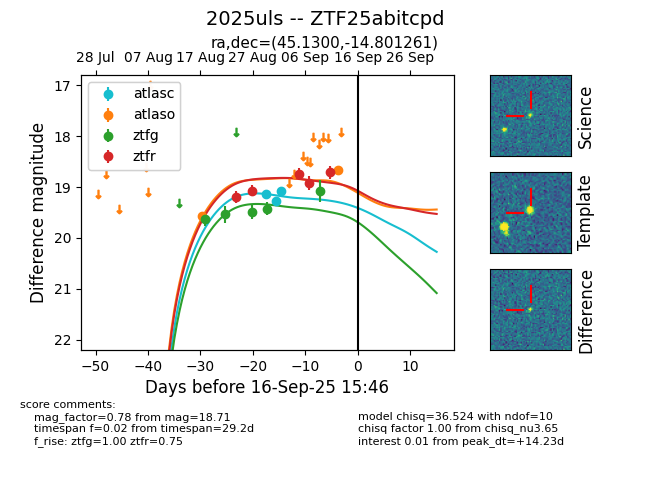 2025uls -- ZTF25abitcpd
ra,dec=(45.1300,-14.801261)
28 Jul 07 Aug 17 Aug 27 Aug 06 Sep 16 Sep 26 Sep
17
18
19
20
21
22
Difference magnitude
atlasc
atlaso
ztfg
ztfr
−50 −40 −30 −20 −10 0 10
Days before 16-Sep-25 15:46
Science
Template
Difference
score comments:
mag_factor=0.78 from mag=18.71
timespan f=0.02 from timespan=29.2d
f_rise: ztfg=1.00 ztfr=0.75
model chisq=36.524 with ndof=10
chisq factor 1.00 from chisq_nu3.65
interest 0.01 from peak_dt=+14.23d